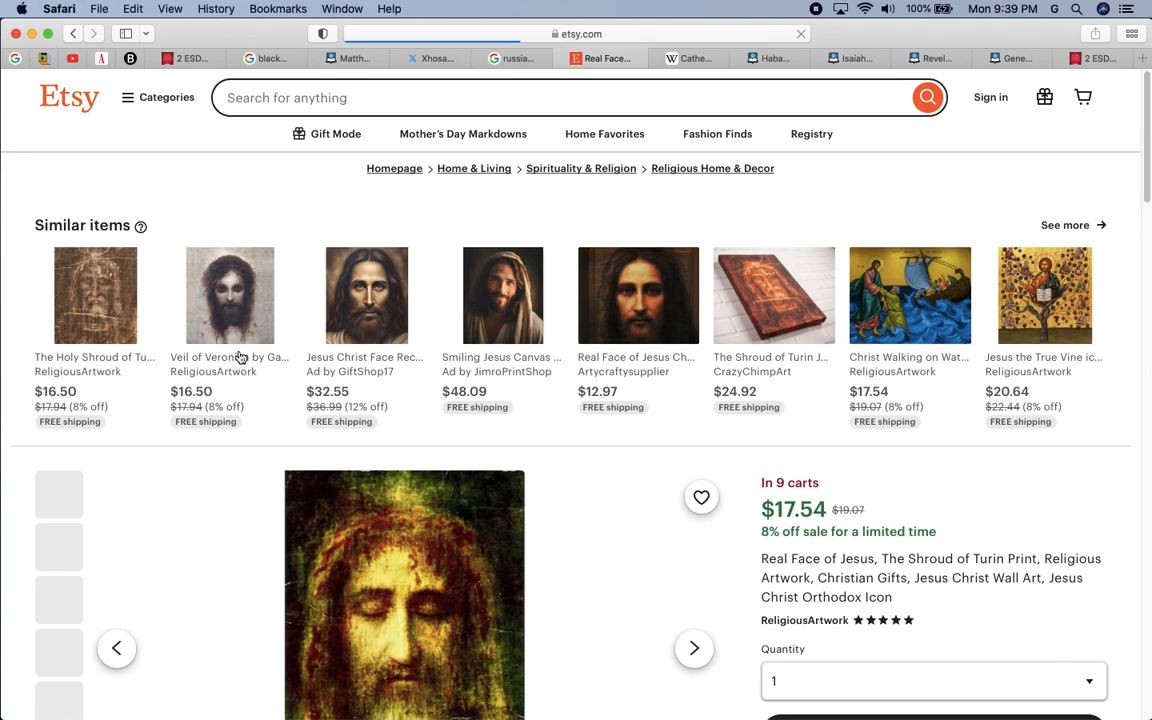 Safari File Edit View History Bookmarks Window Help 100% Mon 9:39 PM G
etsy.com
2 ESD... black... Matth... Xhosa... russia... Real Face... Cathe... Haba... Isaiah... Revel... Gene... 2 ESD...
Etsy Categories Search for anything Sign in
Gift Mode Mother's Day Markdowns Home Favorites Fashion Finds Registry
Homepage > Home & Living > Spirituality & Religion > Religious Home & Decor
Similar items ? See more →
The Holy Shroud of Tu... Veil of Veronica by Ga... Jesus Christ Face Rec... Smiling Jesus Canvas ... Real Face of Jesus Ch... The Shroud of Turin J... Christ Walking on Wat... Jesus the True Vine ic...
ReligiousArtwork ReligiousArtwork Ad by GiftShop17 Ad by JimroPrintShop Artycraftysupplier CrazyChimpArt ReligiousArtwork ReligiousArtwork
$16.50 $16.50 $32.55 $48.09 $12.97 $24.92 $17.54 $20.64
$17.94 (8% off) $17.94 (8% off) $36.99 (12% off) FREE shipping FREE shipping FREE shipping $19.07 (8% off) $22.44 (8% off)
FREE shipping FREE shipping FREE shipping FREE shipping FREE shipping
In 9 carts
$17.54 $19.07
8% off sale for a limited time
Real Face of Jesus, The Shroud of Turin Print, Religious
Artwork, Christian Gifts, Jesus Christ Wall Art, Jesus
Christ Orthodox Icon
ReligiousArtwork ★★★★★
Quantity
1